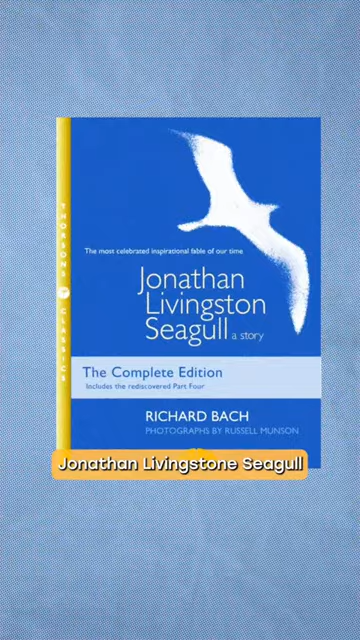 THORSONS
CLASSICS
The most celebrated inspirational fable of our time
Jonathan
Livingston
Seagull a story
The Complete Edition
Includes the rediscovered Part Four
RICHARD BACH
PHOTOGRAPHS BY RUSSELL MUNSON
Jonathan Livingstone Seagull